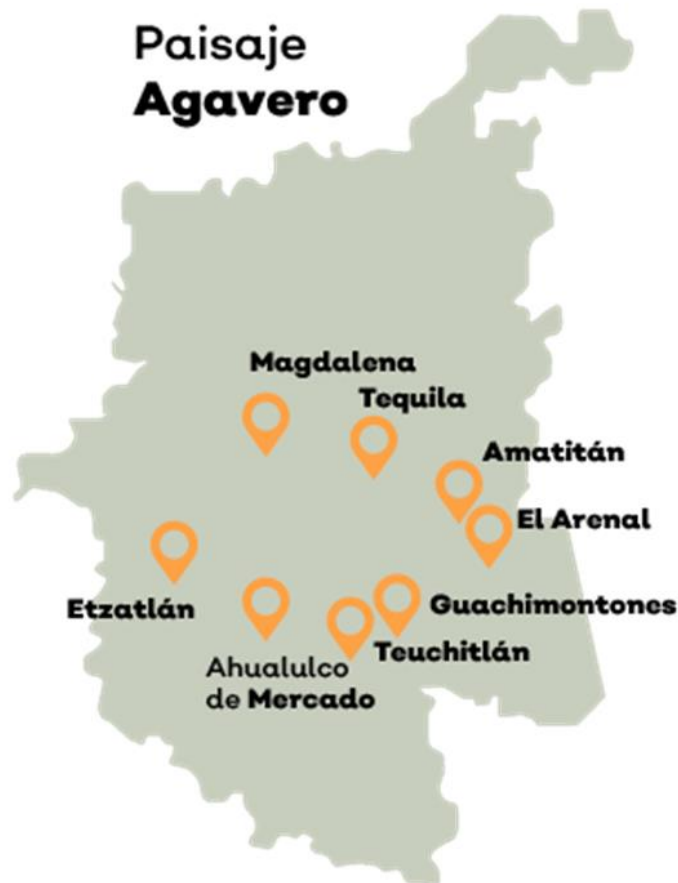 Paisaje
Agavero
Magdalena
Tequila
Amatitán
El Arenal
Etzatlán
Guachimontones
Teuchitlán
Ahualulco
de Mercado